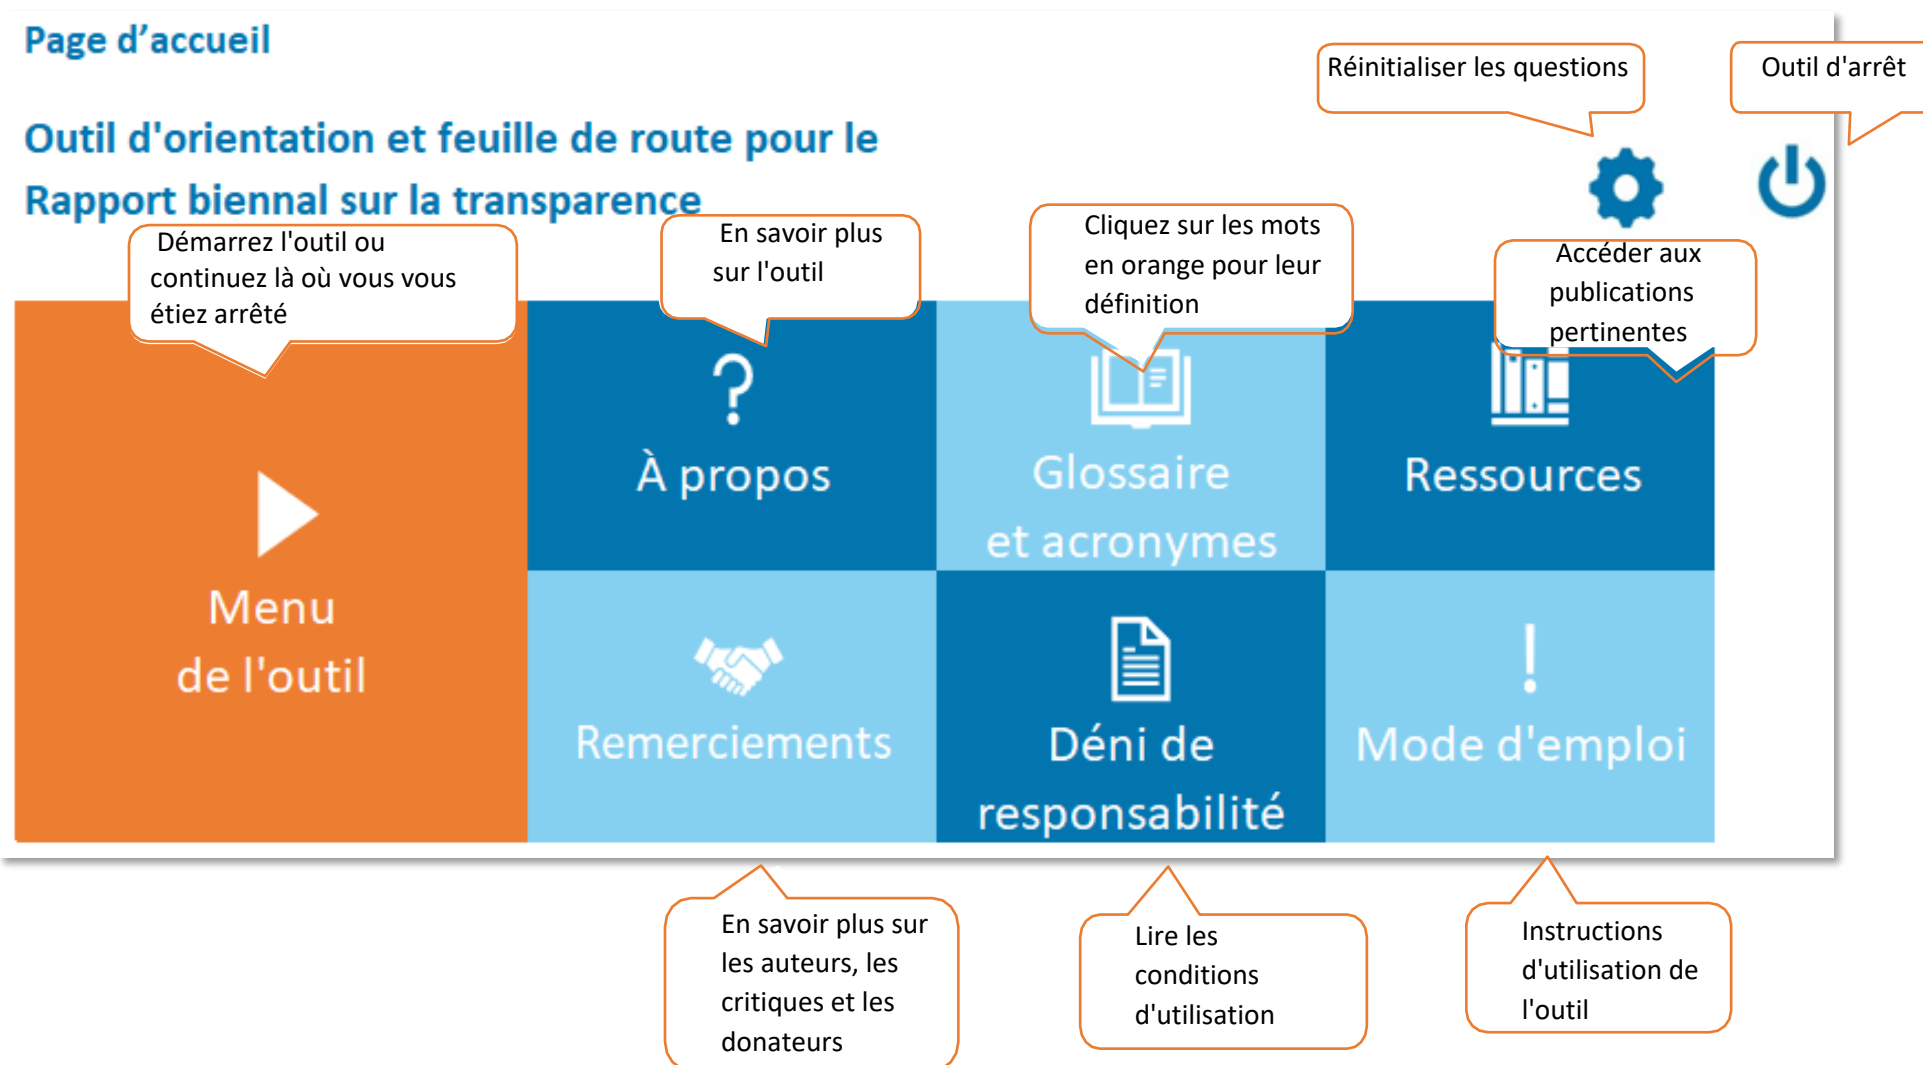 Page d’accueil
Réinitialiser les questions
Outil d'arrêt
Outil d'orientation et feuille de route pour le
Rapport biennal sur la transparence
Démarrez l'outil ou
continuez là où vous vous
étiez arrêté
En savoir plus
sur l'outil
Cliquez sur les mots
en orange pour leur
définition
Accéder aux
publications
pertinentes
Menu
de l'outil
À propos
Glossaire
et acronymes
Ressources
Remerciements
Déni de
responsabilité
Mode d'emploi
En savoir plus sur
les auteurs, les
critiques et les
donateurs
Lire les
conditions
d'utilisation
Instructions
d'utilisation de
l'outil